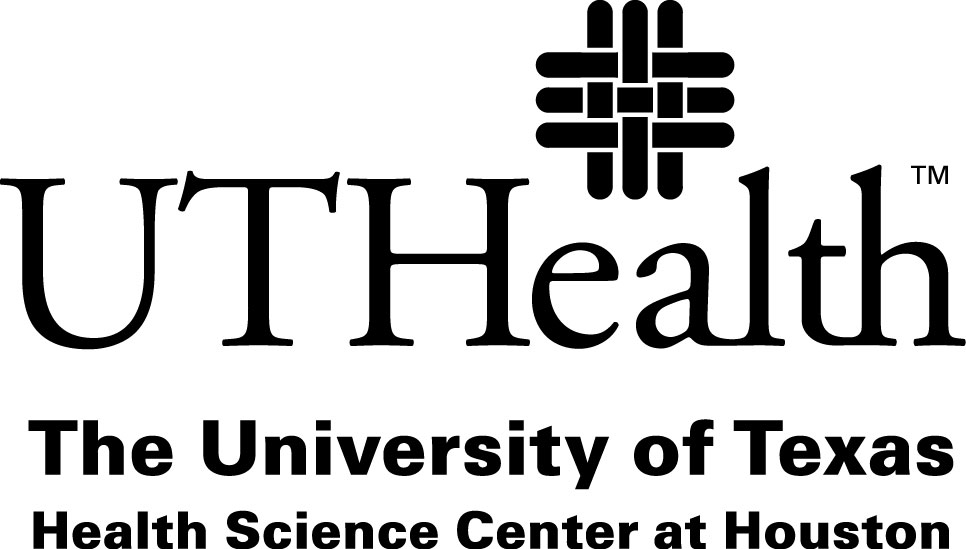 UTHealth™
The University of Texas
Health Science Center at Houston